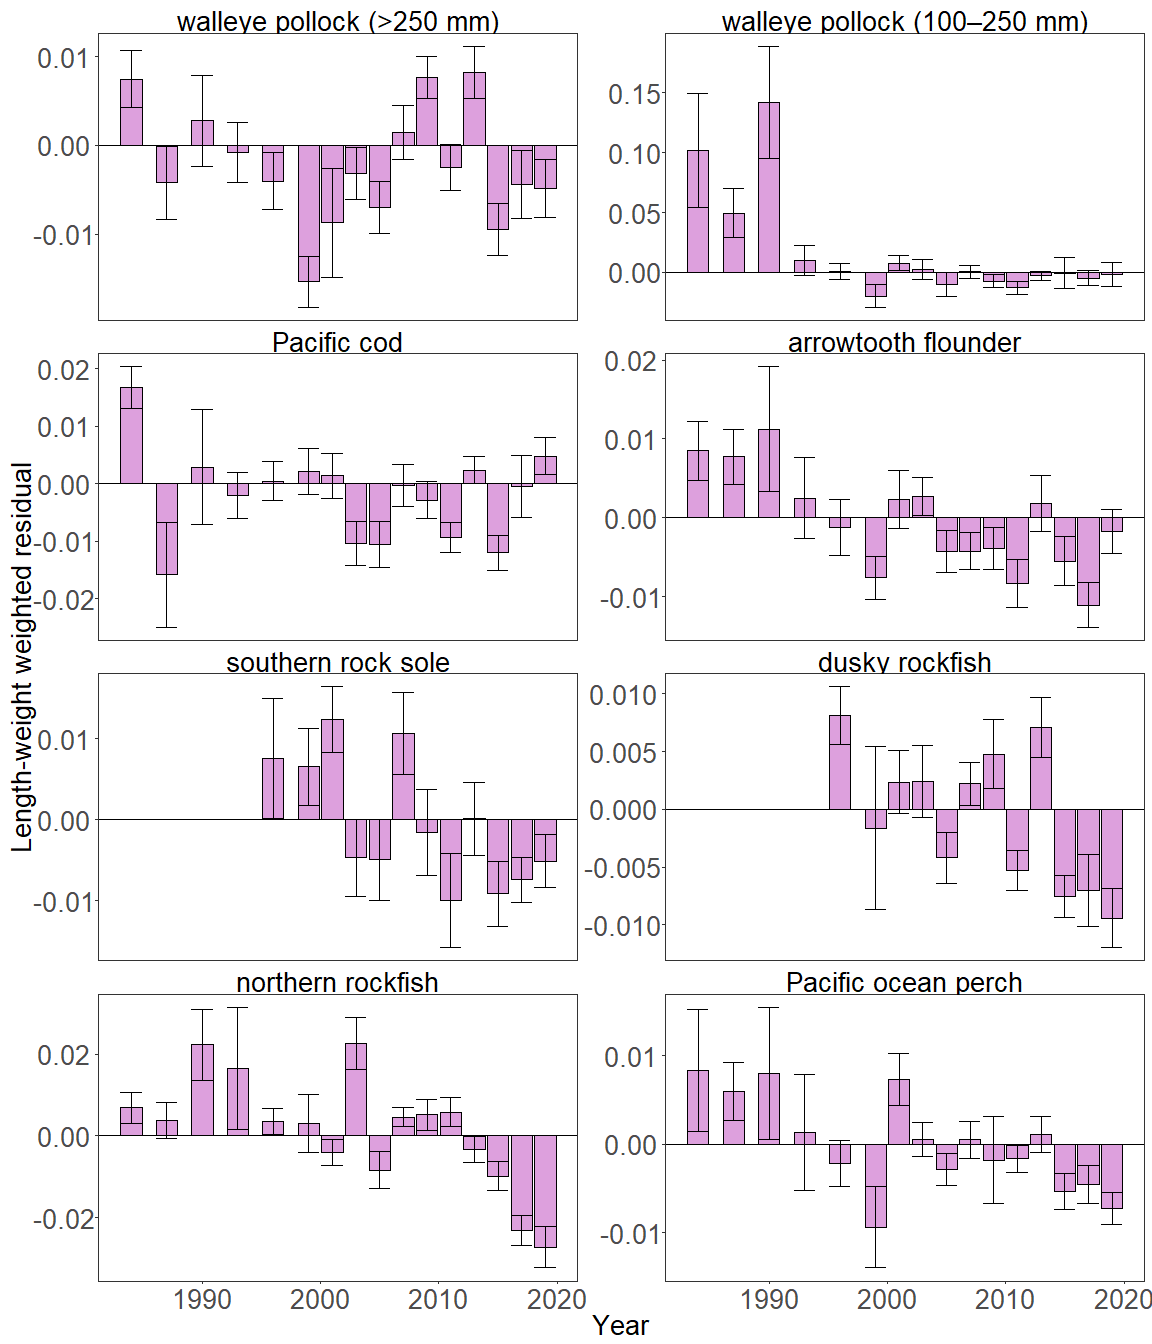 walleye pollock (>250 mm)
0.01
0.00
-0.01
walleye pollock (100–250 mm)
0.15
0.10
0.05
0.00
Pacific cod
0.02
0.01
0.00
-0.01
-0.02
arrowtooth flounder
0.02
0.01
0.00
-0.01
Length-weight weighted residual
southern rock sole
0.01
0.00
-0.01
dusky rockfish
0.010
0.005
0.000
-0.005
-0.010
northern rockfish
0.02
0.00
-0.02
1990 2000 2010 2020
Pacific ocean perch
0.01
0.00
-0.01
1990 2000 2010 2020
Year